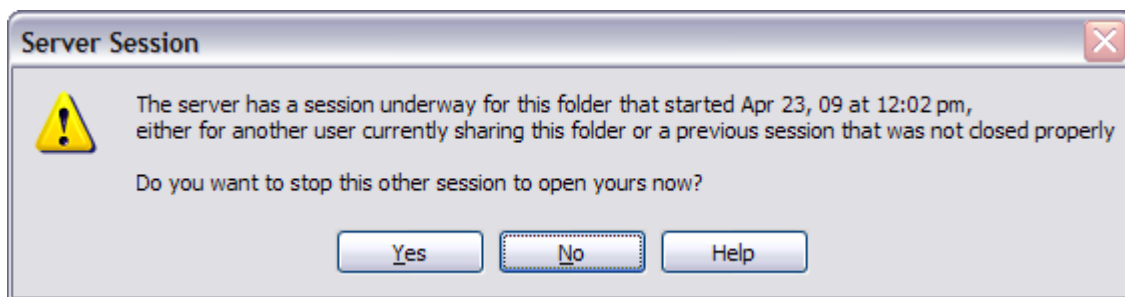 Server Session
The server has a session underway for this folder that started Apr 23, 09 at 12:02 pm,
either for another user currently sharing this folder or a previous session that was not closed properly
Do you want to stop this other session to open yours now?
Yes
No
Help